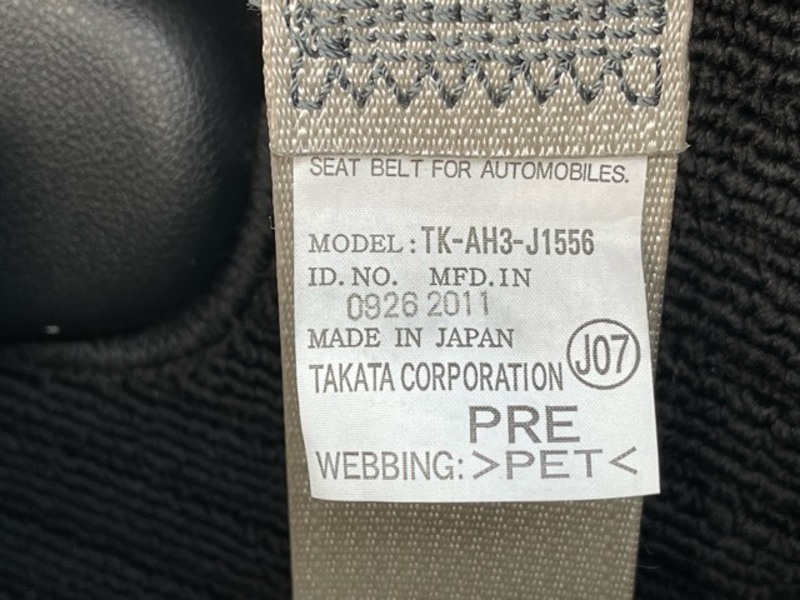 SEAT BELT FOR AUTOMOBILES.
MODEL: TK-AH3-J1556
ID. NO. MFD. IN
0926 2011
MADE IN JAPAN
J07
TAKATA CORPORATION
PRE
WEBBING: >PET<